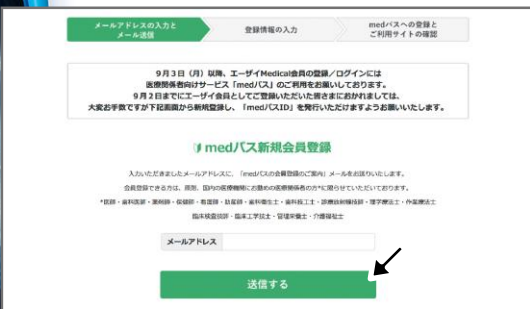 メールアドレスの入力と
メール送信
登録情報の入力
medパスへの登録と
ご利用サイトの確認
9月3日（月）以降、エーザイMedical会員の登録／ログインには
医療関係者向けサービス「medパス」のご利用をお願いしております。
9月2日までにエーザイ会員としてご登録いただいた皆さまにおかれましては、
大変お手数ですが下記画面から新規登録し、「medパスID」を発行いただけますようお願いいたします。
medパス新規会員登録
入力いただきましたメールアドレスに、「medパスの会員登録のご案内」メールをお送りいたします。
会員登録できる方は、原則、国内の医療機関にお勤めの医療関係者の方*に限らせていただいております。
*医師・歯科医師・薬剤師・保健師・看護師・助産師・歯科衛生士・歯科技工士・診療放射線技師・理学療法士・作業療法士
臨床検査技師・臨床工学技士・管理栄養士・介護福祉士
メールアドレス
送信する